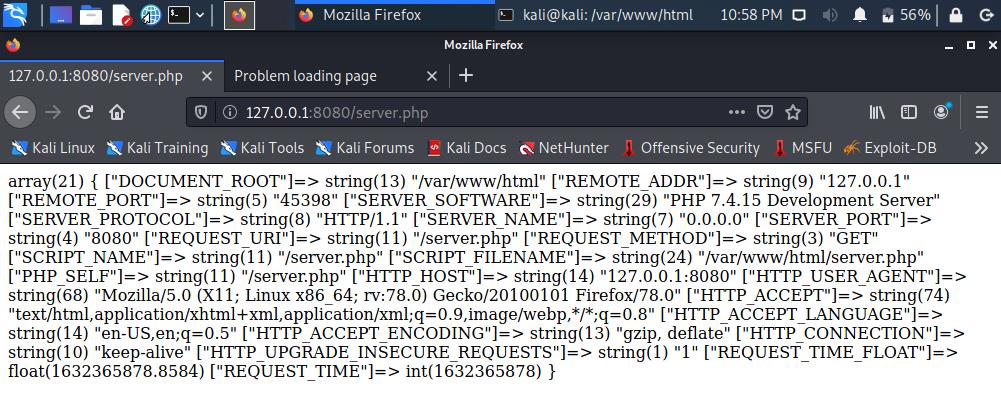 Mozilla Firefox kali@kali: /var/www/html 10:58 PM 56%
Mozilla Firefox
127.0.0.1:8080/server.php Problem loading page
127.0.0.1:8080/server.php
Kali Linux Kali Training Kali Tools Kali Forums Kali Docs NetHunter Offensive Security MSFU Exploit-DB
array(21) { ["DOCUMENT_ROOT"]=> string(13) "/var/www/html" ["REMOTE_ADDR"]=> string(9) "127.0.0.1"
["REMOTE_PORT"]=> string(5) "45398" ["SERVER_SOFTWARE"]=> string(29) "PHP 7.4.15 Development Server"
["SERVER_PROTOCOL"]=> string(8) "HTTP/1.1" ["SERVER_NAME"]=> string(7) "0.0.0.0" ["SERVER_PORT"]=>
string(4) "8080" ["REQUEST_URI"]=> string(11) "/server.php" ["REQUEST_METHOD"]=> string(3) "GET"
["SCRIPT_NAME"]=> string(11) "/server.php" ["SCRIPT_FILENAME"]=> string(24) "/var/www/html/server.php"
["PHP_SELF"]=> string(11) "/server.php" ["HTTP_HOST"]=> string(14) "127.0.0.1:8080" ["HTTP_USER_AGENT"]=>
string(68) "Mozilla/5.0 (X11; Linux x86_64; rv:78.0) Gecko/20100101 Firefox/78.0" ["HTTP_ACCEPT"]=> string(74)
"text/html,application/xhtml+xml,application/xml;q=0.9,image/webp,*/*;q=0.8" ["HTTP_ACCEPT_LANGUAGE"]=>
string(14) "en-US,en;q=0.5" ["HTTP_ACCEPT_ENCODING"]=> string(13) "gzip, deflate" ["HTTP_CONNECTION"]=>
string(10) "keep-alive" ["HTTP_UPGRADE_INSECURE_REQUESTS"]=> string(1) "1" ["REQUEST_TIME_FLOAT"]=>
float(1632365878.8584) ["REQUEST_TIME"]=> int(1632365878) }